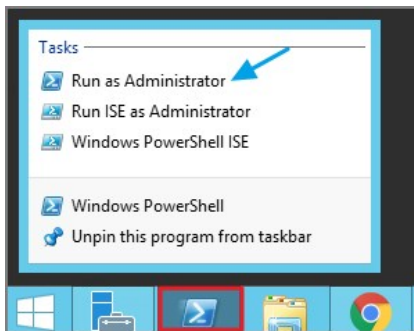 Tasks
Run as Administrator
Run ISE as Administrator
Windows PowerShell ISE
Windows PowerShell
Unpin this program from taskbar